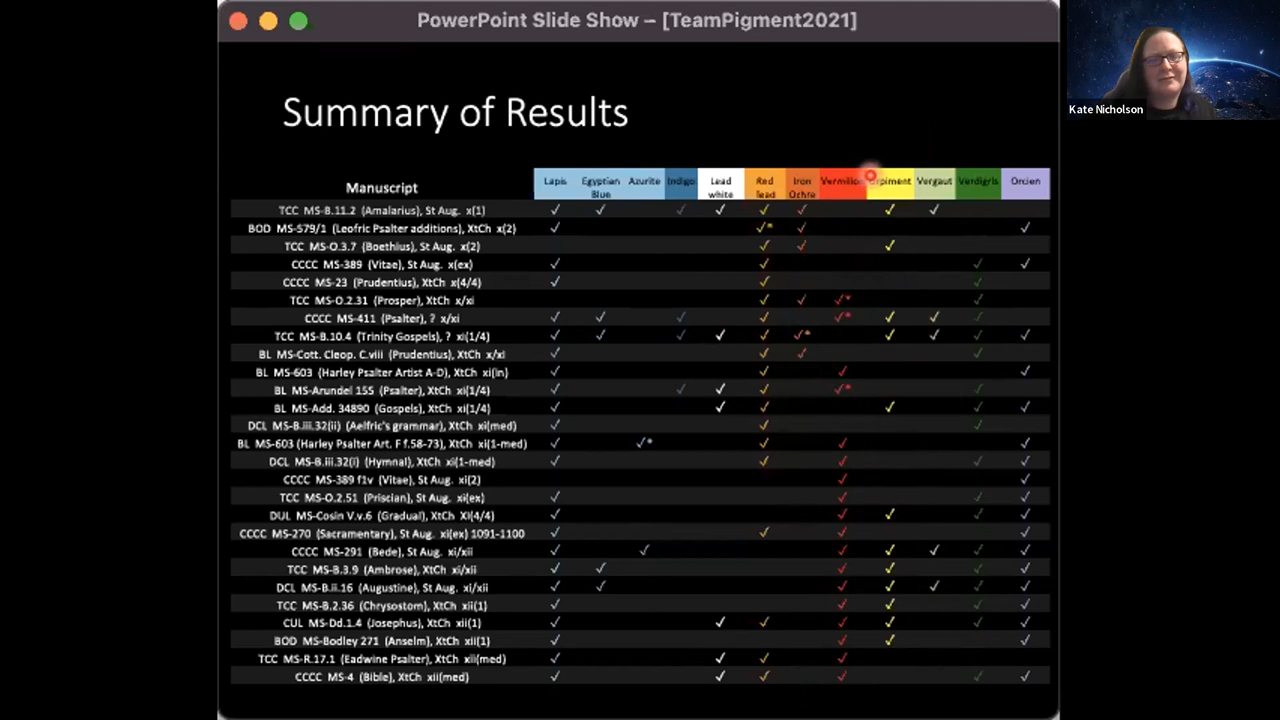 PowerPoint Slide Show – [TeamPigment2021]
Kate Nicholson
Summary of Results
Manuscript Lapis Egyptian Blue Azurite Indigo Lead white Red lead Iron Ochre Vermilion Orpiment Vergaut Verdigris Orcien
TCC MS-B.11.2 (Amalarius), St Aug. x(1) ✓ ✓ ✓ ✓ ✓ ✓ ✓ ✓
BOD MS-579/1 (Leofric Psalter additions), XtCh x(2) ✓ ✓* ✓ ✓
TCC MS-O.3.7 (Boethius), St Aug. x(2) ✓ ✓ ✓
CCCC MS-389 (Vitae), St Aug. x(ex) ✓ ✓ ✓ ✓
CCCC MS-23 (Prudentius), XtCh x(4/4) ✓ ✓ ✓
TCC MS-O.2.31 (Prosper), XtCh x/xi ✓ ✓ ✓* ✓
CCCC MS-411 (Psalter), ? x/xi ✓ ✓ ✓ ✓ ✓* ✓ ✓ ✓
TCC MS-B.10.4 (Trinity Gospels), ? xi(1/4) ✓ ✓ ✓ ✓ ✓ ✓* ✓ ✓ ✓ ✓
BL MS-Cott. Cleop. C.viii (Prudentius), XtCh x/xi ✓ ✓ ✓ ✓
BL MS-603 (Harley Psalter Artist A-D), XtCh xi(in) ✓ ✓ ✓ ✓
BL MS-Arundel 155 (Psalter), XtCh xi(1/4) ✓ ✓ ✓ ✓ ✓* ✓ ✓
BL MS-Add. 34890 (Gospels), XtCh xi(1/4) ✓ ✓ ✓ ✓ ✓ ✓
DCL MS-B.iii.32(ii) (Aelfric's grammar), XtCh xi(med) ✓ ✓ ✓
BL MS-603 (Harley Psalter Art. F f.58-73), XtCh xi(1-med) ✓ ✓* ✓ ✓ ✓
DCL MS-B.iii.32(i) (Hymnal), XtCh xi(1-med) ✓ ✓ ✓ ✓ ✓
CCCC MS-389 f1v (Vitae), St Aug. xi(2) ✓ ✓
TCC MS-O.2.51 (Priscian), St Aug. xi(ex) ✓ ✓ ✓ ✓
DUL MS-Cosin V.v.6 (Gradual), XtCh XI(4/4) ✓ ✓ ✓ ✓ ✓
CCCC MS-270 (Sacramentary), St Aug. xi(ex) 1091-1100 ✓ ✓ ✓ ✓
CCCC MS-291 (Bede), St Aug. xi/xii ✓ ✓ ✓ ✓ ✓ ✓ ✓
TCC MS-B.3.9 (Ambrose), XtCh xi/xii ✓ ✓ ✓ ✓ ✓ ✓
DCL MS-B.ii.16 (Augustine), St Aug. xi/xii ✓ ✓ ✓ ✓ ✓ ✓ ✓
TCC MS-B.2.36 (Chrysostom), XtCh xii(1) ✓ ✓ ✓ ✓ ✓
CUL MS-Dd.1.4 (Josephus), XtCh xii(1) ✓ ✓ ✓ ✓ ✓ ✓ ✓
BOD MS-Bodley 271 (Anselm), XtCh xii(1) ✓ ✓ ✓ ✓
TCC MS-R.17.1 (Eadwine Psalter), XtCh xii(med) ✓ ✓ ✓ ✓
CCCC MS-4 (Bible), XtCh xii(med) ✓ ✓ ✓ ✓ ✓ ✓